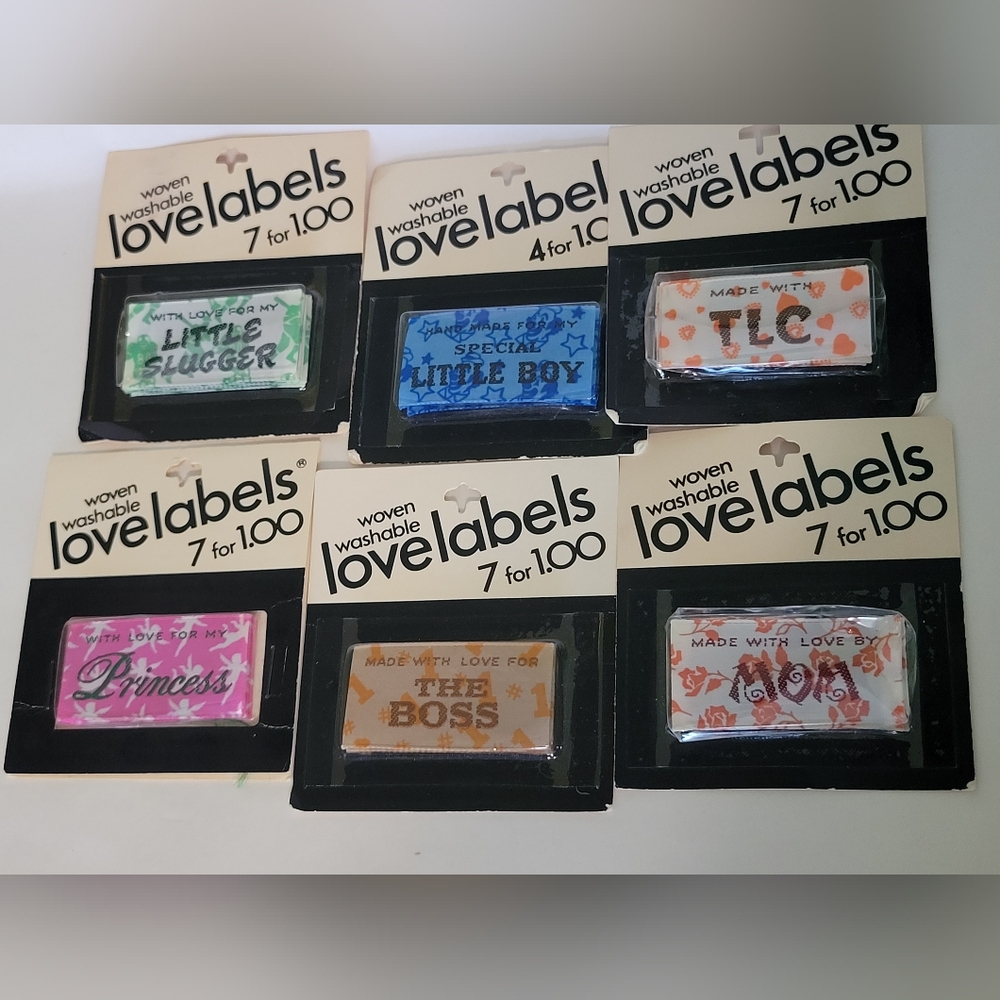 woven
washable
lovelabels
7 for 1.00
WITH LOVE FOR MY
LITTLE
SLUGGER
woven
washable
lovelabel
4 for 1.0
HAND MADE FOR MY
SPECIAL
LITTLE BOY
woven
washable
lovelabels
7 for 1.00
MADE WITH
TLC
woven
washable
lovelabels®
7 for 1.00
WITH LOVE FOR MY
Princess
woven
washable
lovelabels
7 for 1.00
MADE WITH LOVE FOR
THE
BOSS
woven
washable
lovelabels
7 for 1.00
MADE WITH LOVE BY
MOM